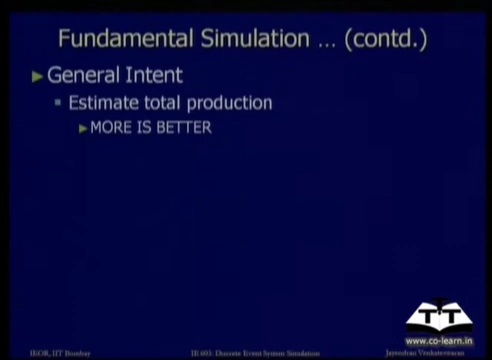 Fundamental Simulation ... (contd.)
General Intent
Estimate total production
MORE IS BETTER
www.co-learn.in
IEOR, IIT Bombay
IE 603: Discrete Event System Simulation
Jayendran Venkateswaran